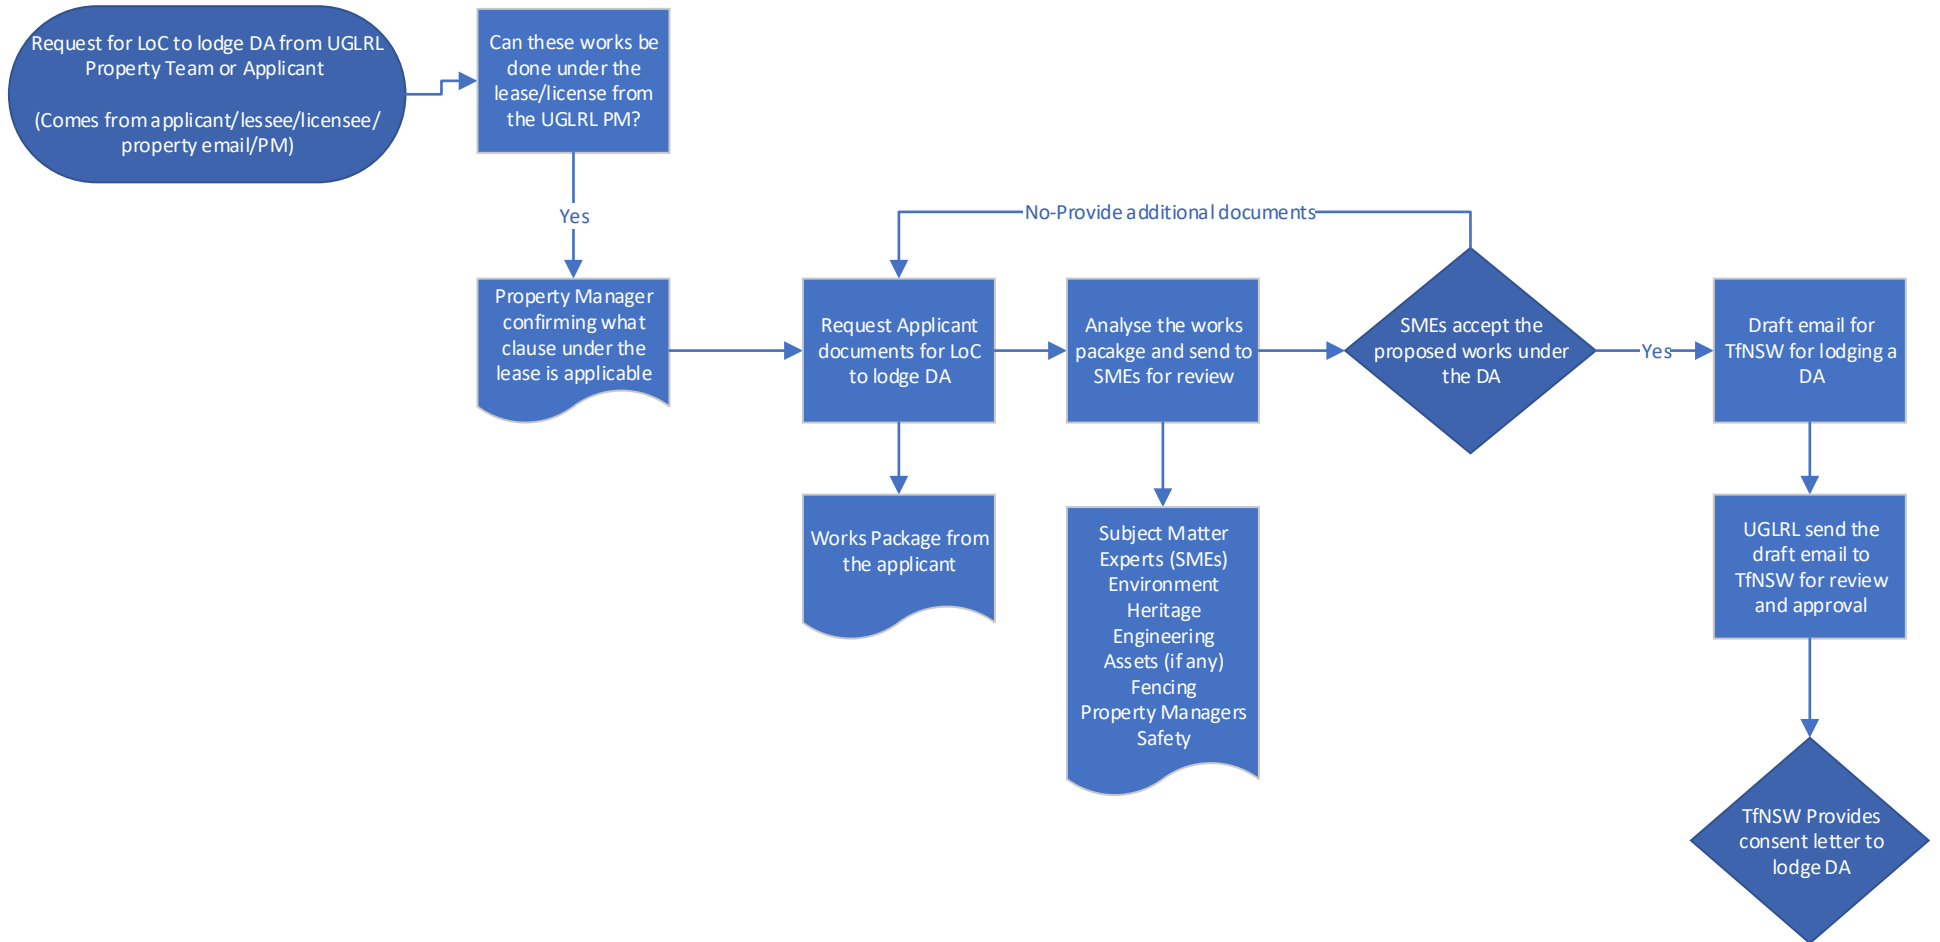 Request for LoC to lodge DA from UGLRL
Property Team or Applicant
(Comes from applicant/lessee/licensee/
property email/PM)
Can these works be
done under the
lease/license from
the UGLRL PM?
Yes
No-Provide additional documents
Property Manager
confirming what
clause under the
lease is applicable
Request Applicant
documents for LoC
to lodge DA
Analyse the works
pacakge and send to
SMEs for review
SMEs accept the
proposed works under
the DA
Yes
Draft email for
TfNSW for lodging a
DA
Works Package from
the applicant
Subject Matter
Experts (SMEs)
Environment
Heritage
Engineering
Assets (if any)
Fencing
Property Managers
Safety
UGLRL send the
draft email to
TfNSW for review
and approval
TfNSW Provides
consent letter to
lodge DA